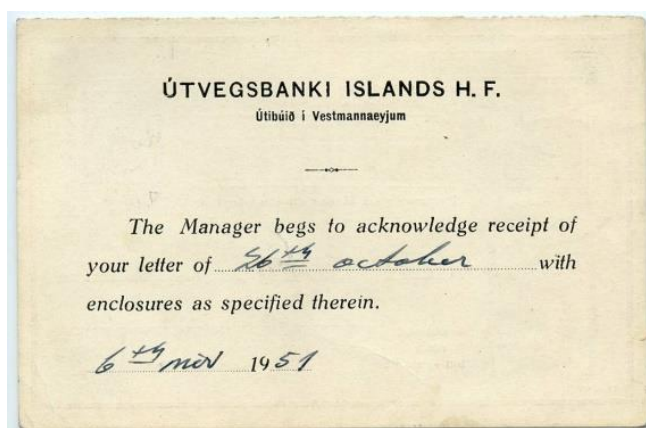 ÚTVEGSBANKI ISLANDS H. F.
Útibúið í Vestmannaeyjum
The Manager begs to acknowledge receipt of
your letter of 26th october with
enclosures as specified therein.
6th nóv 1951